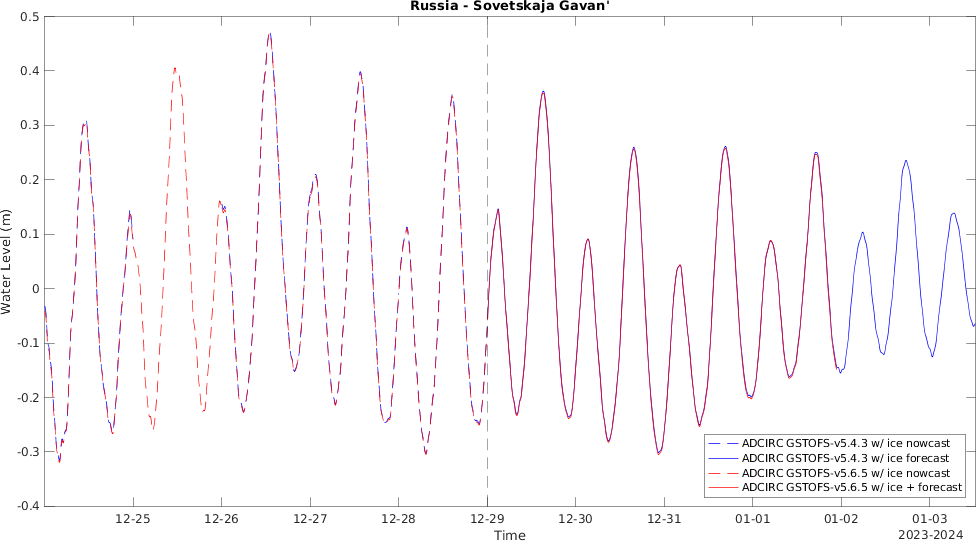 Russia - Sovetskaja Gavan'
Water Level (m)
0.5
0.4
0.3
0.2
0.1
0
-0.1
-0.2
-0.3
-0.4
ADCIRC GSTOFS-v5.4.3 w/ ice nowcast
ADCIRC GSTOFS-v5.4.3 w/ ice forecast
ADCIRC GSTOFS-v5.6.5 w/ ice nowcast
ADCIRC GSTOFS-v5.6.5 w/ ice + forecast
12-25 12-26 12-27 12-28 12-29 12-30 12-31 01-01 01-02 01-03
Time
2023-2024